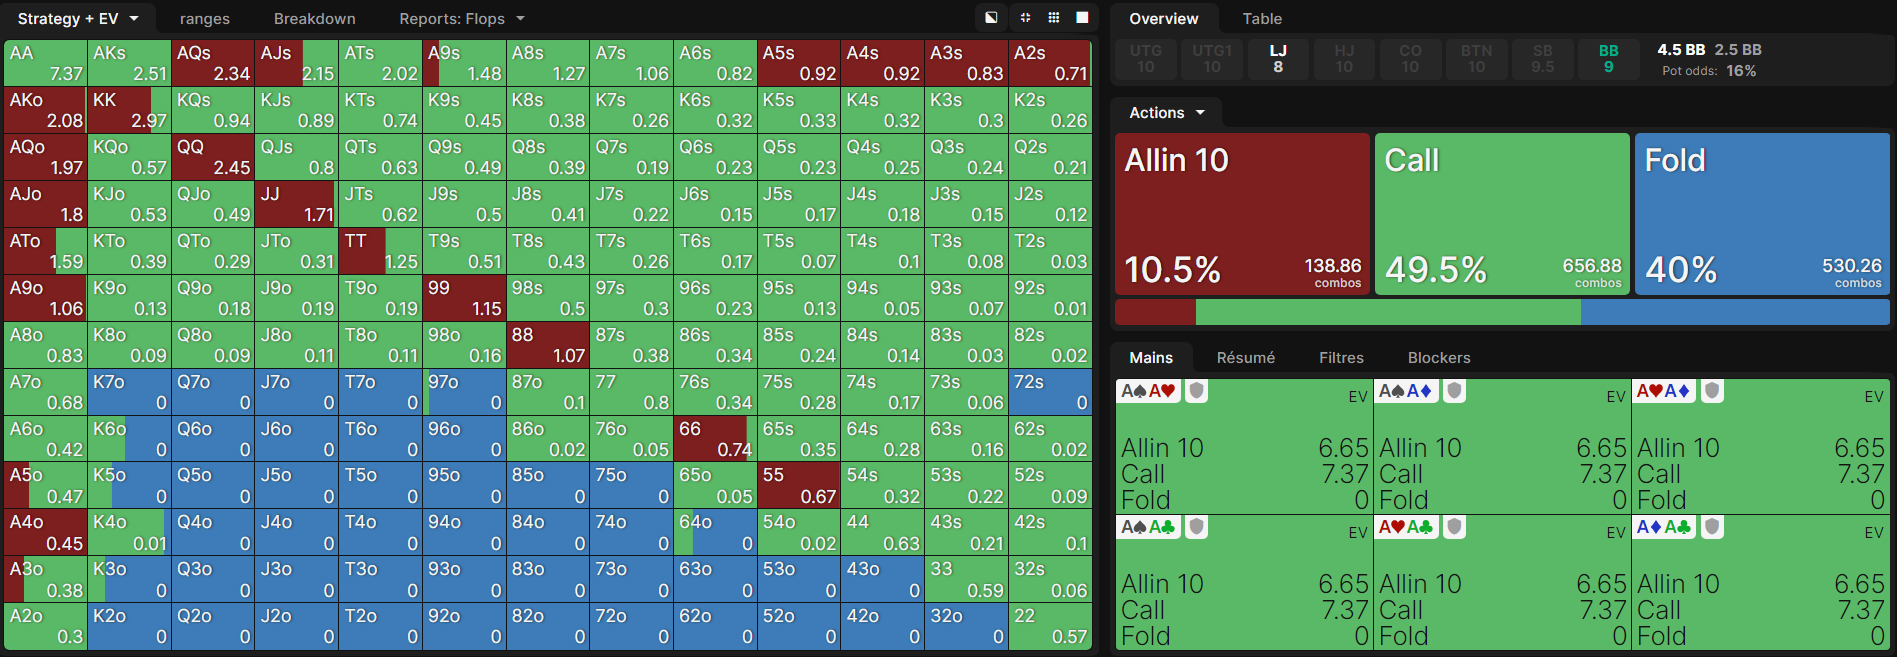 Strategy + EV ranges Breakdown Reports: Flops
AA AKs AQs AJs ATs A9s A8s A7s A6s A5s A4s A3s A2s
7.37 2.51 2.34 2.15 2.02 1.48 1.27 1.06 0.82 0.92 0.92 0.83 0.71
AKo KK KQs KJs KTs K9s K8s K7s K6s K5s K4s K3s K2s
2.08 2.97 0.94 0.89 0.74 0.45 0.38 0.26 0.32 0.33 0.32 0.3 0.26
AQo KQo QQ QJs QTs Q9s Q8s Q7s Q6s Q5s Q4s Q3s Q2s
1.97 0.57 2.45 0.8 0.63 0.49 0.39 0.19 0.23 0.23 0.25 0.24 0.21
AJo KJo QJo JJ JTs J9s J8s J7s J6s J5s J4s J3s J2s
1.8 0.53 0.49 1.71 0.62 0.5 0.41 0.22 0.15 0.17 0.18 0.15 0.12
ATo KTo QTo JTo TT T9s T8s T7s T6s T5s T4s T3s T2s
1.59 0.39 0.29 0.31 1.25 0.51 0.43 0.26 0.17 0.07 0.1 0.08 0.03
A9o K9o Q9o J9o T9o 99 98s 97s 96s 95s 94s 93s 92s
1.06 0.13 0.18 0.19 0.19 1.15 0.5 0.3 0.23 0.13 0.05 0.07 0.01
A8o K8o Q8o J8o T8o 98o 88 87s 86s 85s 84s 83s 82s
0.83 0.09 0.09 0.11 0.11 0.16 1.07 0.38 0.34 0.24 0.14 0.03 0.02
A7o K7o Q7o J7o T7o 97o 87o 77 76s 75s 74s 73s 72s
0.68 0 0 0 0 0 0.1 0.8 0.34 0.28 0.17 0.06 0
A6o K6o Q6o J6o T6o 96o 86o 76o 66 65s 64s 63s 62s
0.42 0 0 0 0 0 0.02 0.05 0.74 0.35 0.28 0.16 0.02
A5o K5o Q5o J5o T5o 95o 85o 75o 65o 55 54s 53s 52s
0.47 0 0 0 0 0 0 0 0.05 0.67 0.32 0.22 0.09
A4o K4o Q4o J4o T4o 94o 84o 74o 64o 54o 44 43s 42s
0.45 0.01 0 0 0 0 0 0 0 0.02 0.63 0.21 0.1
A3o K3o Q3o J3o T3o 93o 83o 73o 63o 53o 43o 33 32s
0.38 0 0 0 0 0 0 0 0 0 0 0.59 0.06
A2o K2o Q2o J2o T2o 92o 82o 72o 62o 52o 42o 32o 22
0.3 0 0 0 0 0 0 0 0 0 0 0 0.57
Overview Table
UTG UTG1 LJ HJ CO BTN SB BB 4.5 BB 2.5 BB
10 10 8 10 10 10 9.5 9 Pot odds: 16%
Actions
Allin 10 Call Fold
10.5% 138.86 combos 49.5% 656.88 combos 40% 530.26 combos
Mains Résumé Filtres Blockers
A♠A♥ EV A♠A♦ EV A♥A♦ EV
Allin 10 6.65 Allin 10 6.65 Allin 10 6.65
Call 7.37 Call 7.37 Call 7.37
Fold 0 Fold 0 Fold 0
A♠A♣ EV A♥A♣ EV A♦A♣ EV
Allin 10 6.65 Allin 10 6.65 Allin 10 6.65
Call 7.37 Call 7.37 Call 7.37
Fold 0 Fold 0 Fold 0